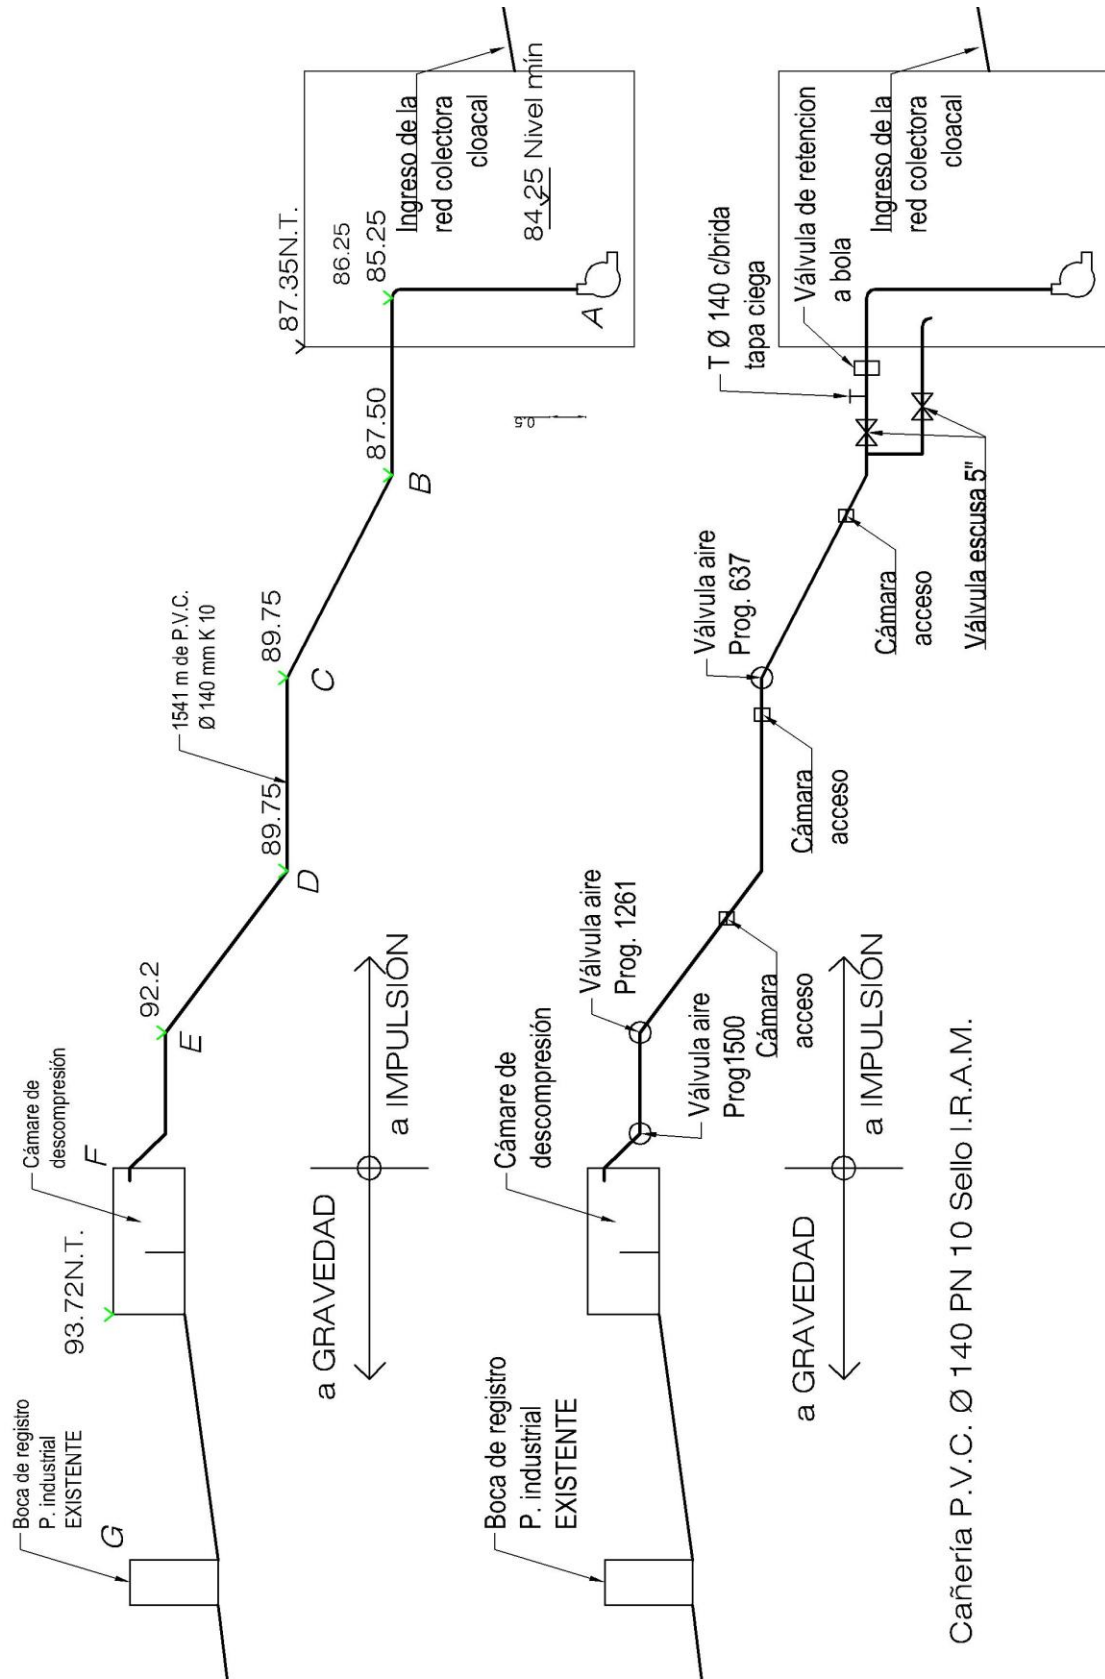 Boca de registro
P. industrial
EXISTENTE
G
93.72N.T.
Cámare de
descompresión
F
92.2
E
1541 m de P.V.C.
Ø 140 mm K 10
89.75
D
89.75
C
87.50
B
87.35N.T.
86.25
85.25
Ingreso de la
red colectora
cloacal
84.25 Nivel mín
A
0.5
a GRAVEDAD
a IMPULSIÓN
Boca de registro
P. industrial
EXISTENTE
Cámare de
descompresión
Válvula aire
Prog. 1261
Válvula aire
Prog1500
Cámara
acceso
Válvula aire
Prog. 637
Cámara
acceso
Cámara
acceso
T Ø 140 c/brida
tapa ciega
Válvula de retencion
a bola
Ingreso de la
red colectora
cloacal
Válvula escusa 5"
a GRAVEDAD
a IMPULSIÓN
Cañería P.V.C. Ø 140 PN 10 Sello I.R.A.M.